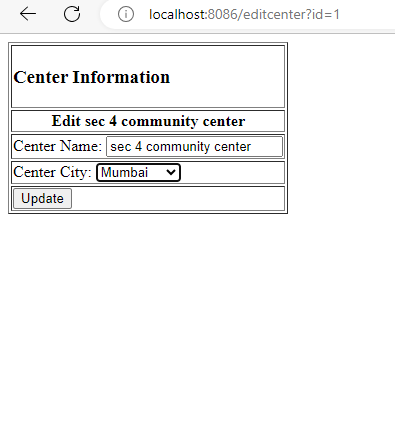 localhost:8086/editcenter?id=1
Center Information
Edit sec 4 community center
Center Name: sec 4 community center
Center City: Mumbai
Update